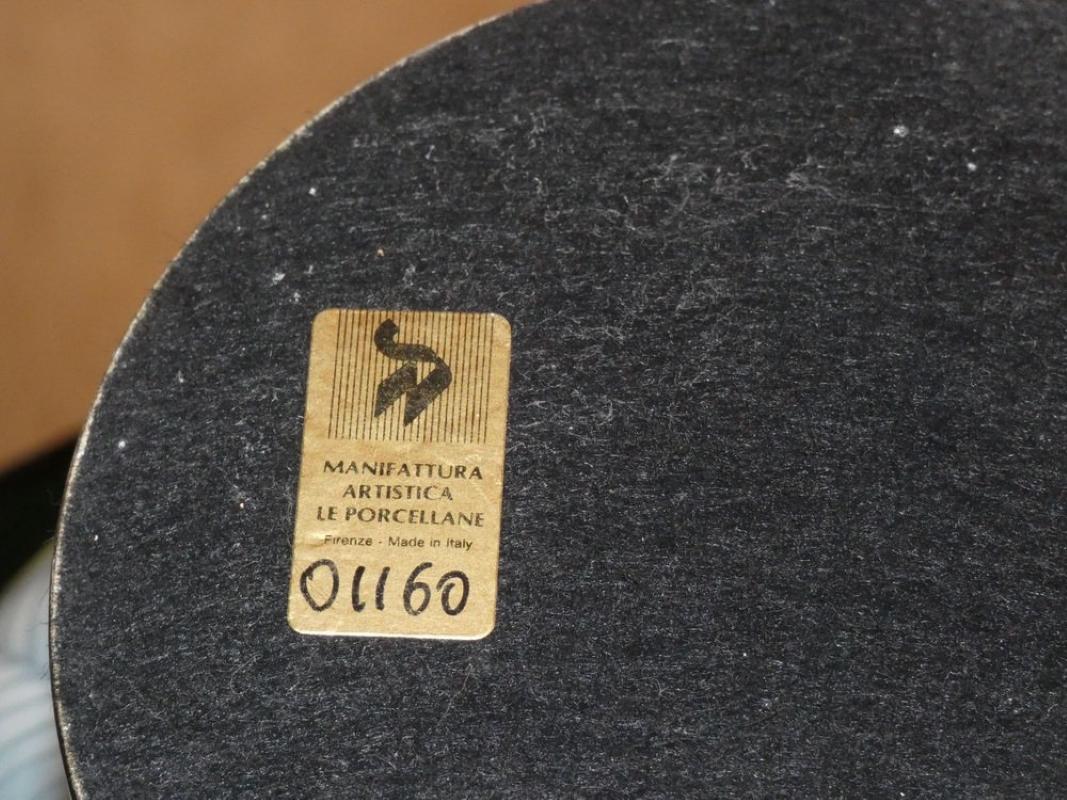 MANIFATTURA
ARTISTICA
LE PORCELLANE
Firenze - Made in Italy
01160